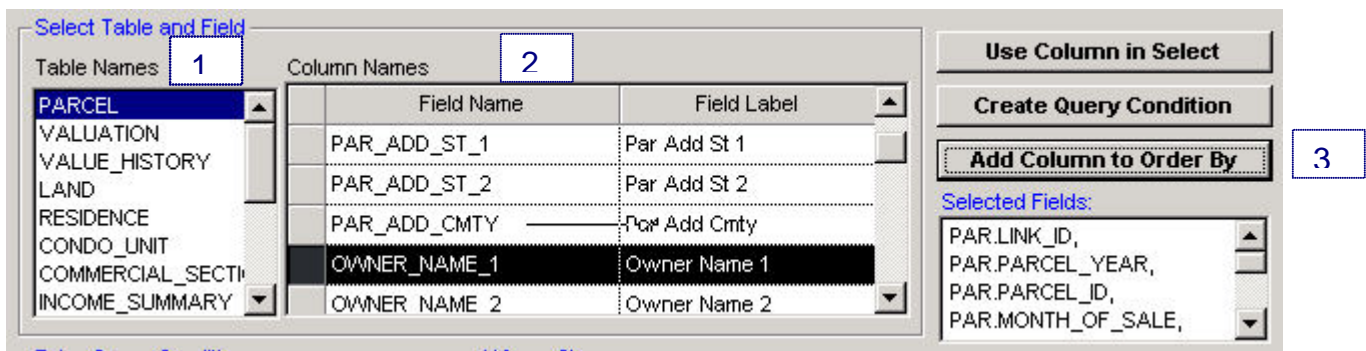 Select Table and Field
1
2
Table Names
Column Names
PARCEL
VALUATION
VALUE_HISTORY
LAND
RESIDENCE
CONDO_UNIT
COMMERCIAL_SECTI
INCOME_SUMMARY
Field Name Field Label
PAR_ADD_ST_1 Par Add St 1
PAR_ADD_ST_2 Par Add St 2
PAR_ADD_CMTY Add Cmty
OWNER_NAME_1 Owner Name 1
OWNER_NAME_2 Owner Name 2
Use Column in Select
Create Query Condition
Add Column to Order By
3
Selected Fields:
PAR.LINK_ID,
PAR.PARCEL_YEAR,
PAR.PARCEL_ID,
PAR.MONTH_OF_SALE,